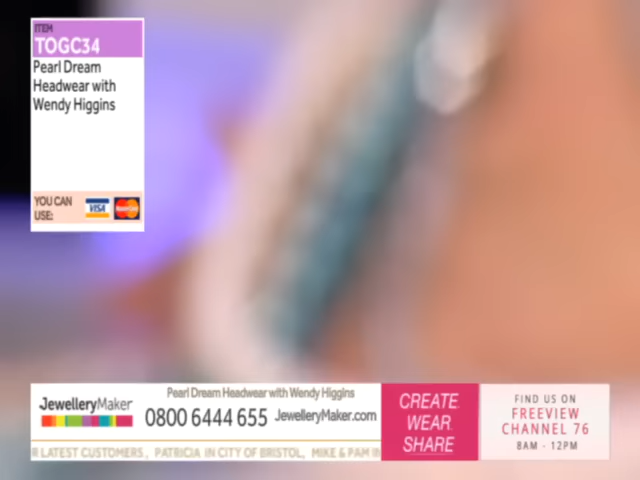 ITEM
TOGC34
Pearl Dream
Headwear with
Wendy Higgins
YOU CAN
USE:
VISA
MasterCard
Pearl Dream Headwear with Wendy Higgins
JewelleryMaker
0800 6444 655 JewelleryMaker.com
R LATEST CUSTOMERS, PATRICIA IN CITY OF BRISTOL, MIKE & PAM IN
CREATE.
WEAR.
SHARE
FIND US ON
FREEVIEW
CHANNEL 76
8AM - 12PM